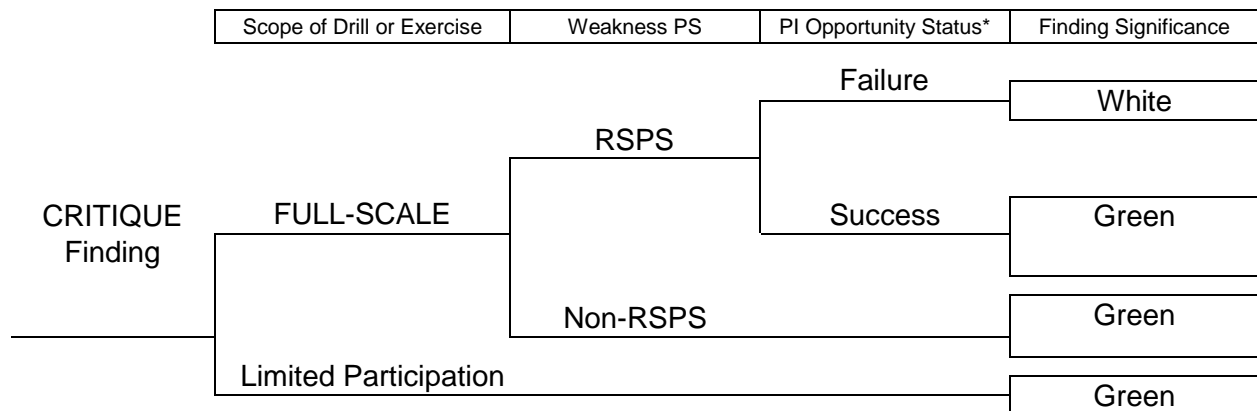 Scope of Drill or Exercise Weakness PS PI Opportunity Status* Finding Significance
Failure
White
RSPS
CRITIQUE
Finding
FULL-SCALE
Success
Green
Non-RSPS
Green
Limited Participation
Green